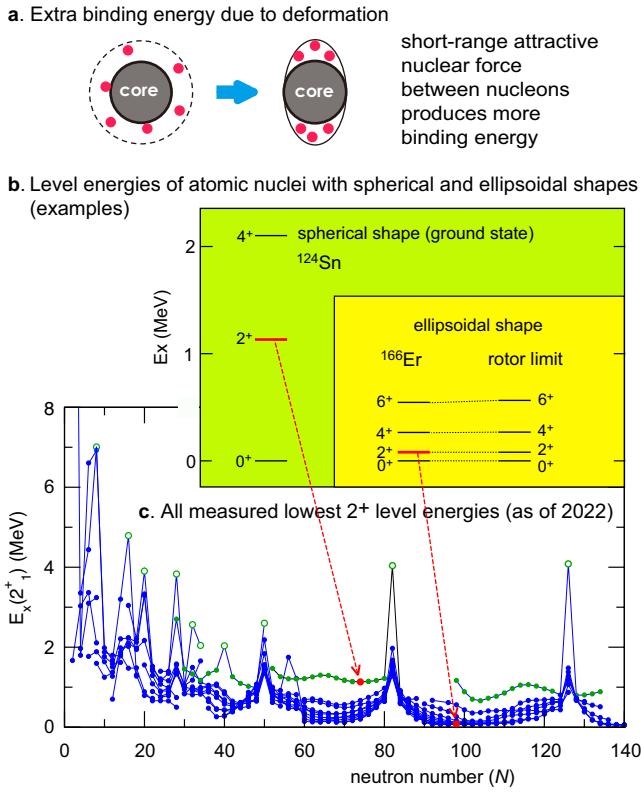 a. Extra binding energy due to deformation
core
core
short-range attractive
nuclear force
between nucleons
produces more
binding energy
b. Level energies of atomic nuclei with spherical and ellipsoidal shapes
(examples)
Ex (MeV)
2
1
0
4⁺
2⁺
0⁺
spherical shape (ground state)
¹²⁴Sn
ellipsoidal shape
¹⁶⁶Er
rotor limit
6⁺
4⁺
2⁺
0⁺
6⁺
4⁺
2⁺
0⁺
c. All measured lowest 2⁺ level energies (as of 2022)
Eₓ(2⁺₁) (MeV)
8
6
4
2
0
0 20 40 60 80 100 120 140
neutron number (N)